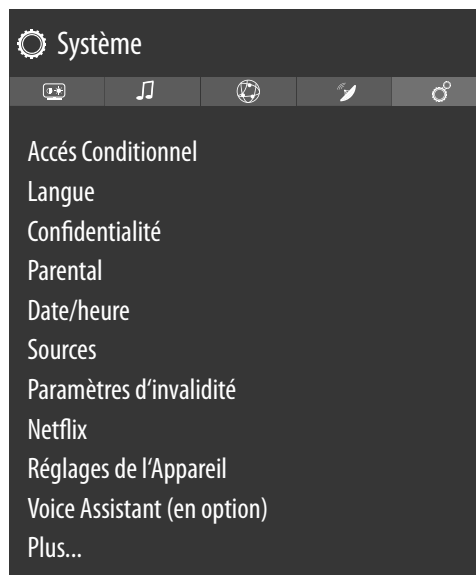 Système
Accés Conditionnel
Langue
Confidentialité
Parental
Date/heure
Sources
Paramètres d‘invalidité
Netflix
Réglages de l‘Appareil
Voice Assistant (en option)
Plus...